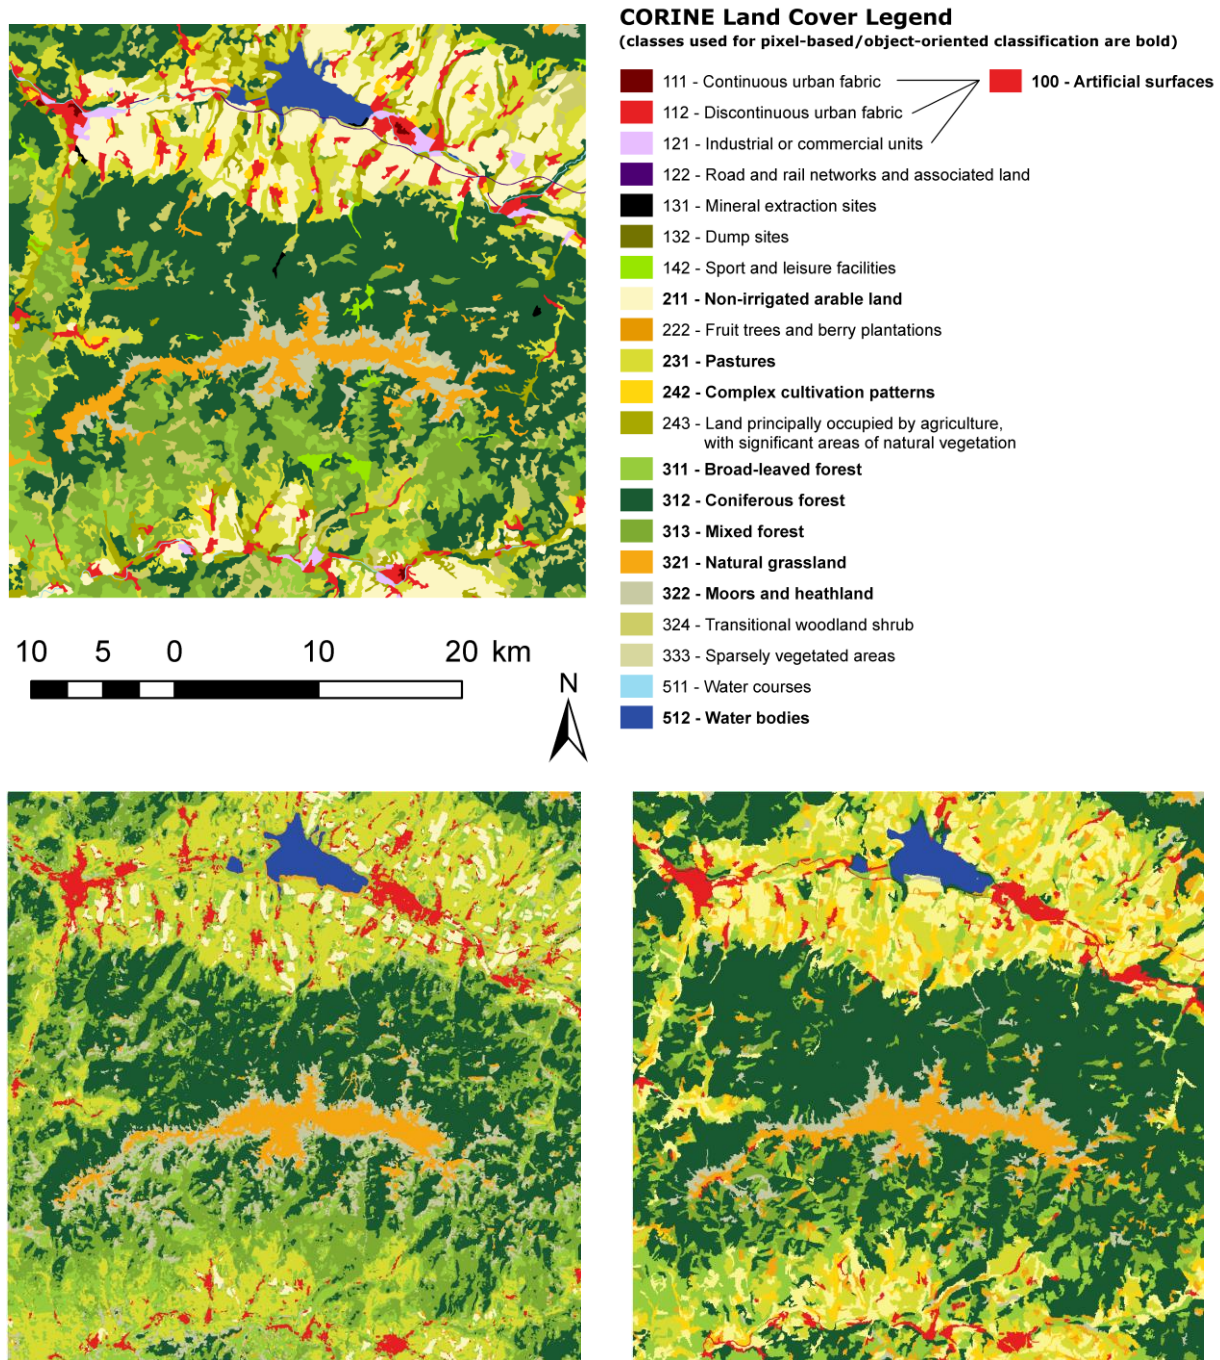 CORINE Land Cover Legend
(classes used for pixel-based/object-oriented classification are bold)
111 - Continuous urban fabric
100 - Artificial surfaces
112 - Discontinuous urban fabric
121 - Industrial or commercial units
122 - Road and rail networks and associated land
131 - Mineral extraction sites
132 - Dump sites
142 - Sport and leisure facilities
211 - Non-irrigated arable land
222 - Fruit trees and berry plantations
231 - Pastures
242 - Complex cultivation patterns
243 - Land principally occupied by agriculture,
with significant areas of natural vegetation
311 - Broad-leaved forest
312 - Coniferous forest
313 - Mixed forest
321 - Natural grassland
322 - Moors and heathland
324 - Transitional woodland shrub
333 - Sparsely vegetated areas
511 - Water courses
512 - Water bodies
10 5 0 10 20 km
N